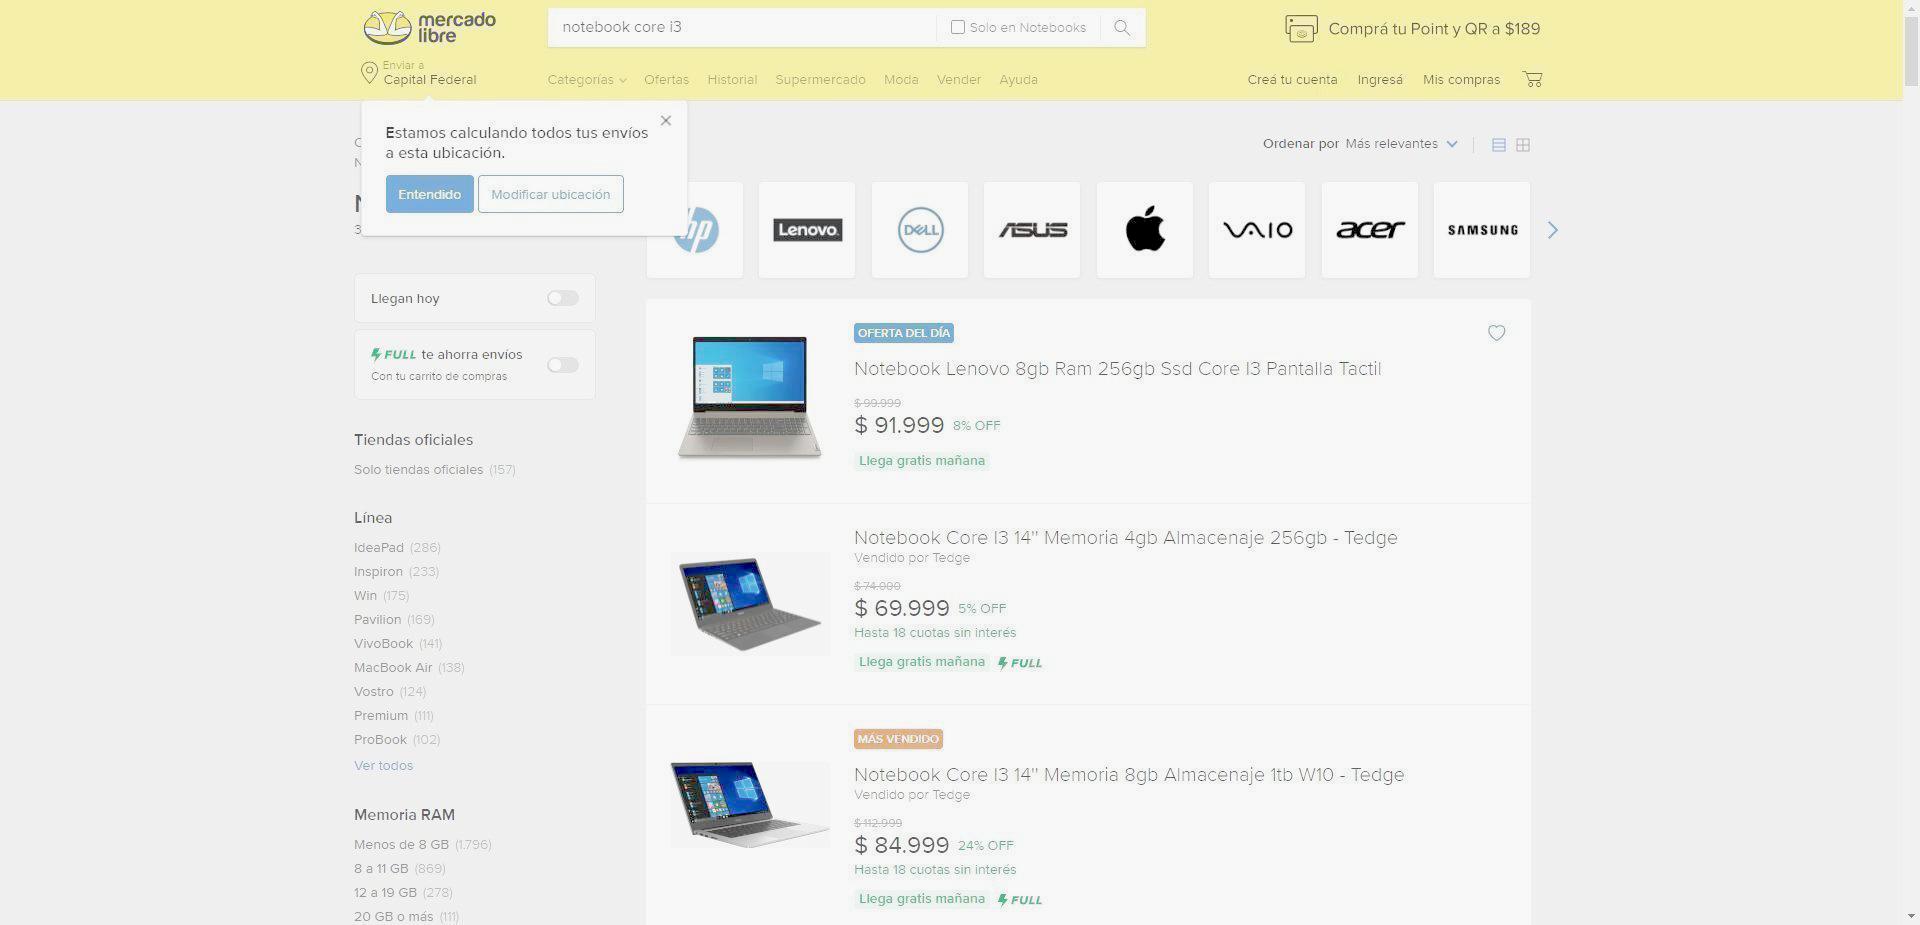 mercado
libre
notebook core i3
Solo en Notebooks
Comprá tu Point y QR a $189
Enviar a
Capital Federal
Categorías
Ofertas
Historial
Supermercado
Moda
Vender
Ayuda
Creá tu cuenta
Ingresá
Mis compras
Estamos calculando todos tus envíos
a esta ubicación.
Entendido
Modificar ubicación
Ordenar por Más relevantes
hp
Lenovo
DELL
ASUS
VAIO
acer
SAMSUNG
Llegan hoy
FULL te ahorra envíos
Con tu carrito de compras
Tiendas oficiales
Solo tiendas oficiales (157)
Línea
IdeaPad (286)
Inspiron (233)
Win (175)
Pavilion (169)
VivoBook (141)
MacBook Air (138)
Vostro (124)
Premium (111)
ProBook (102)
Ver todos
Memoria RAM
Menos de 8 GB (1.796)
8 a 11 GB (869)
12 a 19 GB (278)
20 GB o más (111)
OFERTA DEL DÍA
Notebook Lenovo 8gb Ram 256gb Ssd Core I3 Pantalla Tactil
$ 99.999
$ 91.999 8% OFF
Llega gratis mañana
Notebook Core I3 14'' Memoria 4gb Almacenaje 256gb - Tedge
Vendido por Tedge
$ 74.000
$ 69.999 5% OFF
Hasta 18 cuotas sin interés
Llega gratis mañana FULL
MÁS VENDIDO
Notebook Core I3 14'' Memoria 8gb Almacenaje 1tb W10 - Tedge
Vendido por Tedge
$ 112.999
$ 84.999 24% OFF
Hasta 18 cuotas sin interés
Llega gratis mañana FULL